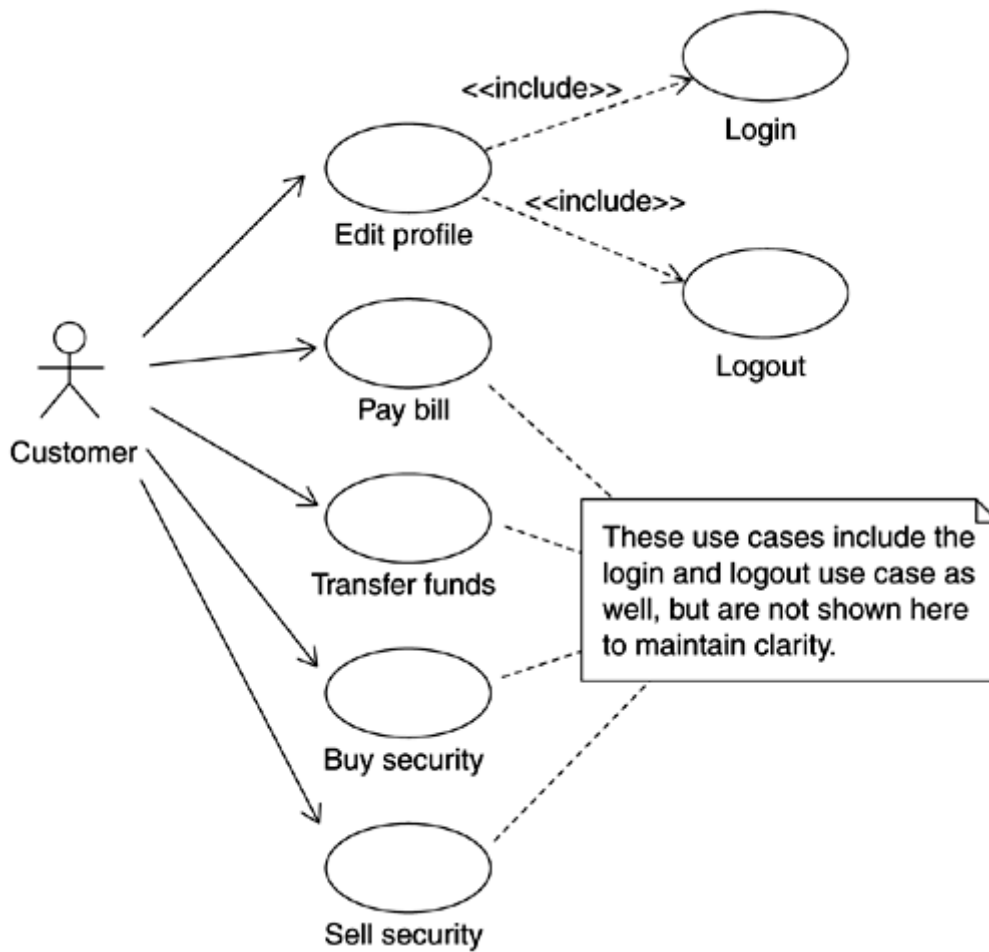 <<include>>
Login
Edit profile
<<include>>
Logout
Pay bill
Customer
Transfer funds
These use cases include the
login and logout use case as
well, but are not shown here
to maintain clarity.
Buy security
Sell security